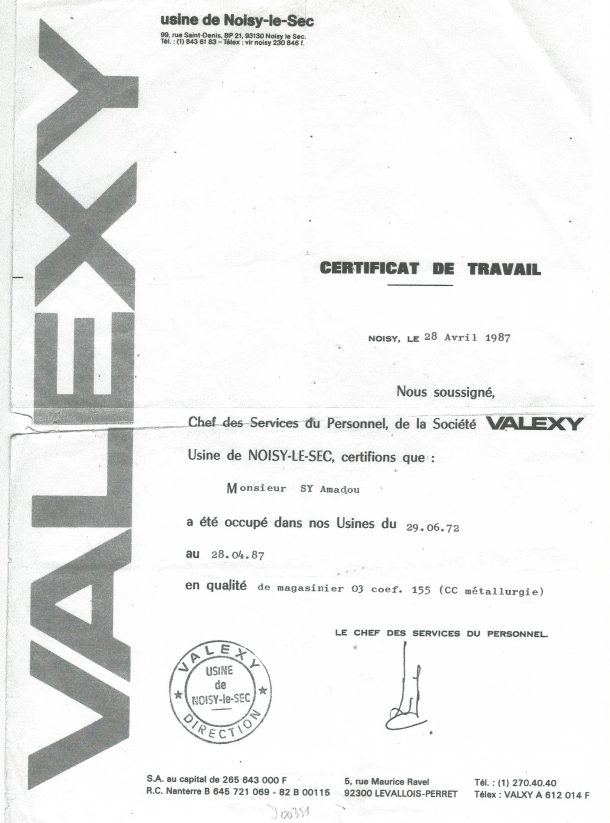 VALEXY
usine de Noisy-le-Sec
99, rue Saint-Denis, BP 21, 93130 Noisy le Sec.
Tél. : (1) 843 61 83 – Télex : vir noisy 230 846 f.
CERTIFICAT DE TRAVAIL
NOISY, LE 28 Avril 1987
Nous soussigné,
Chef des Services du Personnel, de la Société VALEXY
Usine de NOISY-LE-SEC, certifions que :
Monsieur SY Amadou
a été occupé dans nos Usines du 29.06.72
au 28.04.87
en qualité de magasinier O3 coef. 155 (CC métallurgie)
LE CHEF DES SERVICES DU PERSONNEL.
VALEXY
USINE
de
NOISY-le-SEC
DIRECTION
S.A. au capital de 265 643 000 F
R.C. Nanterre B 645 721 069 - 82 B 00115
5, rue Maurice Ravel
92300 LEVALLOIS-PERRET
Tél. : (1) 270.40.40
Télex : VALXY A 612 014 F